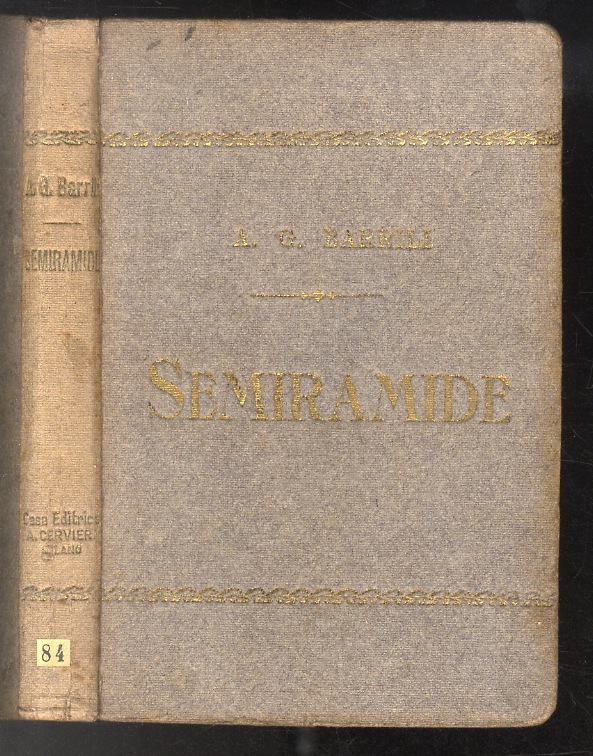 A. G. Barrili
SEMIRAMIDE
Casa Editrice
A. CERVIERI
MILANO
84
A. G. BARRILI
SEMIRAMIDE